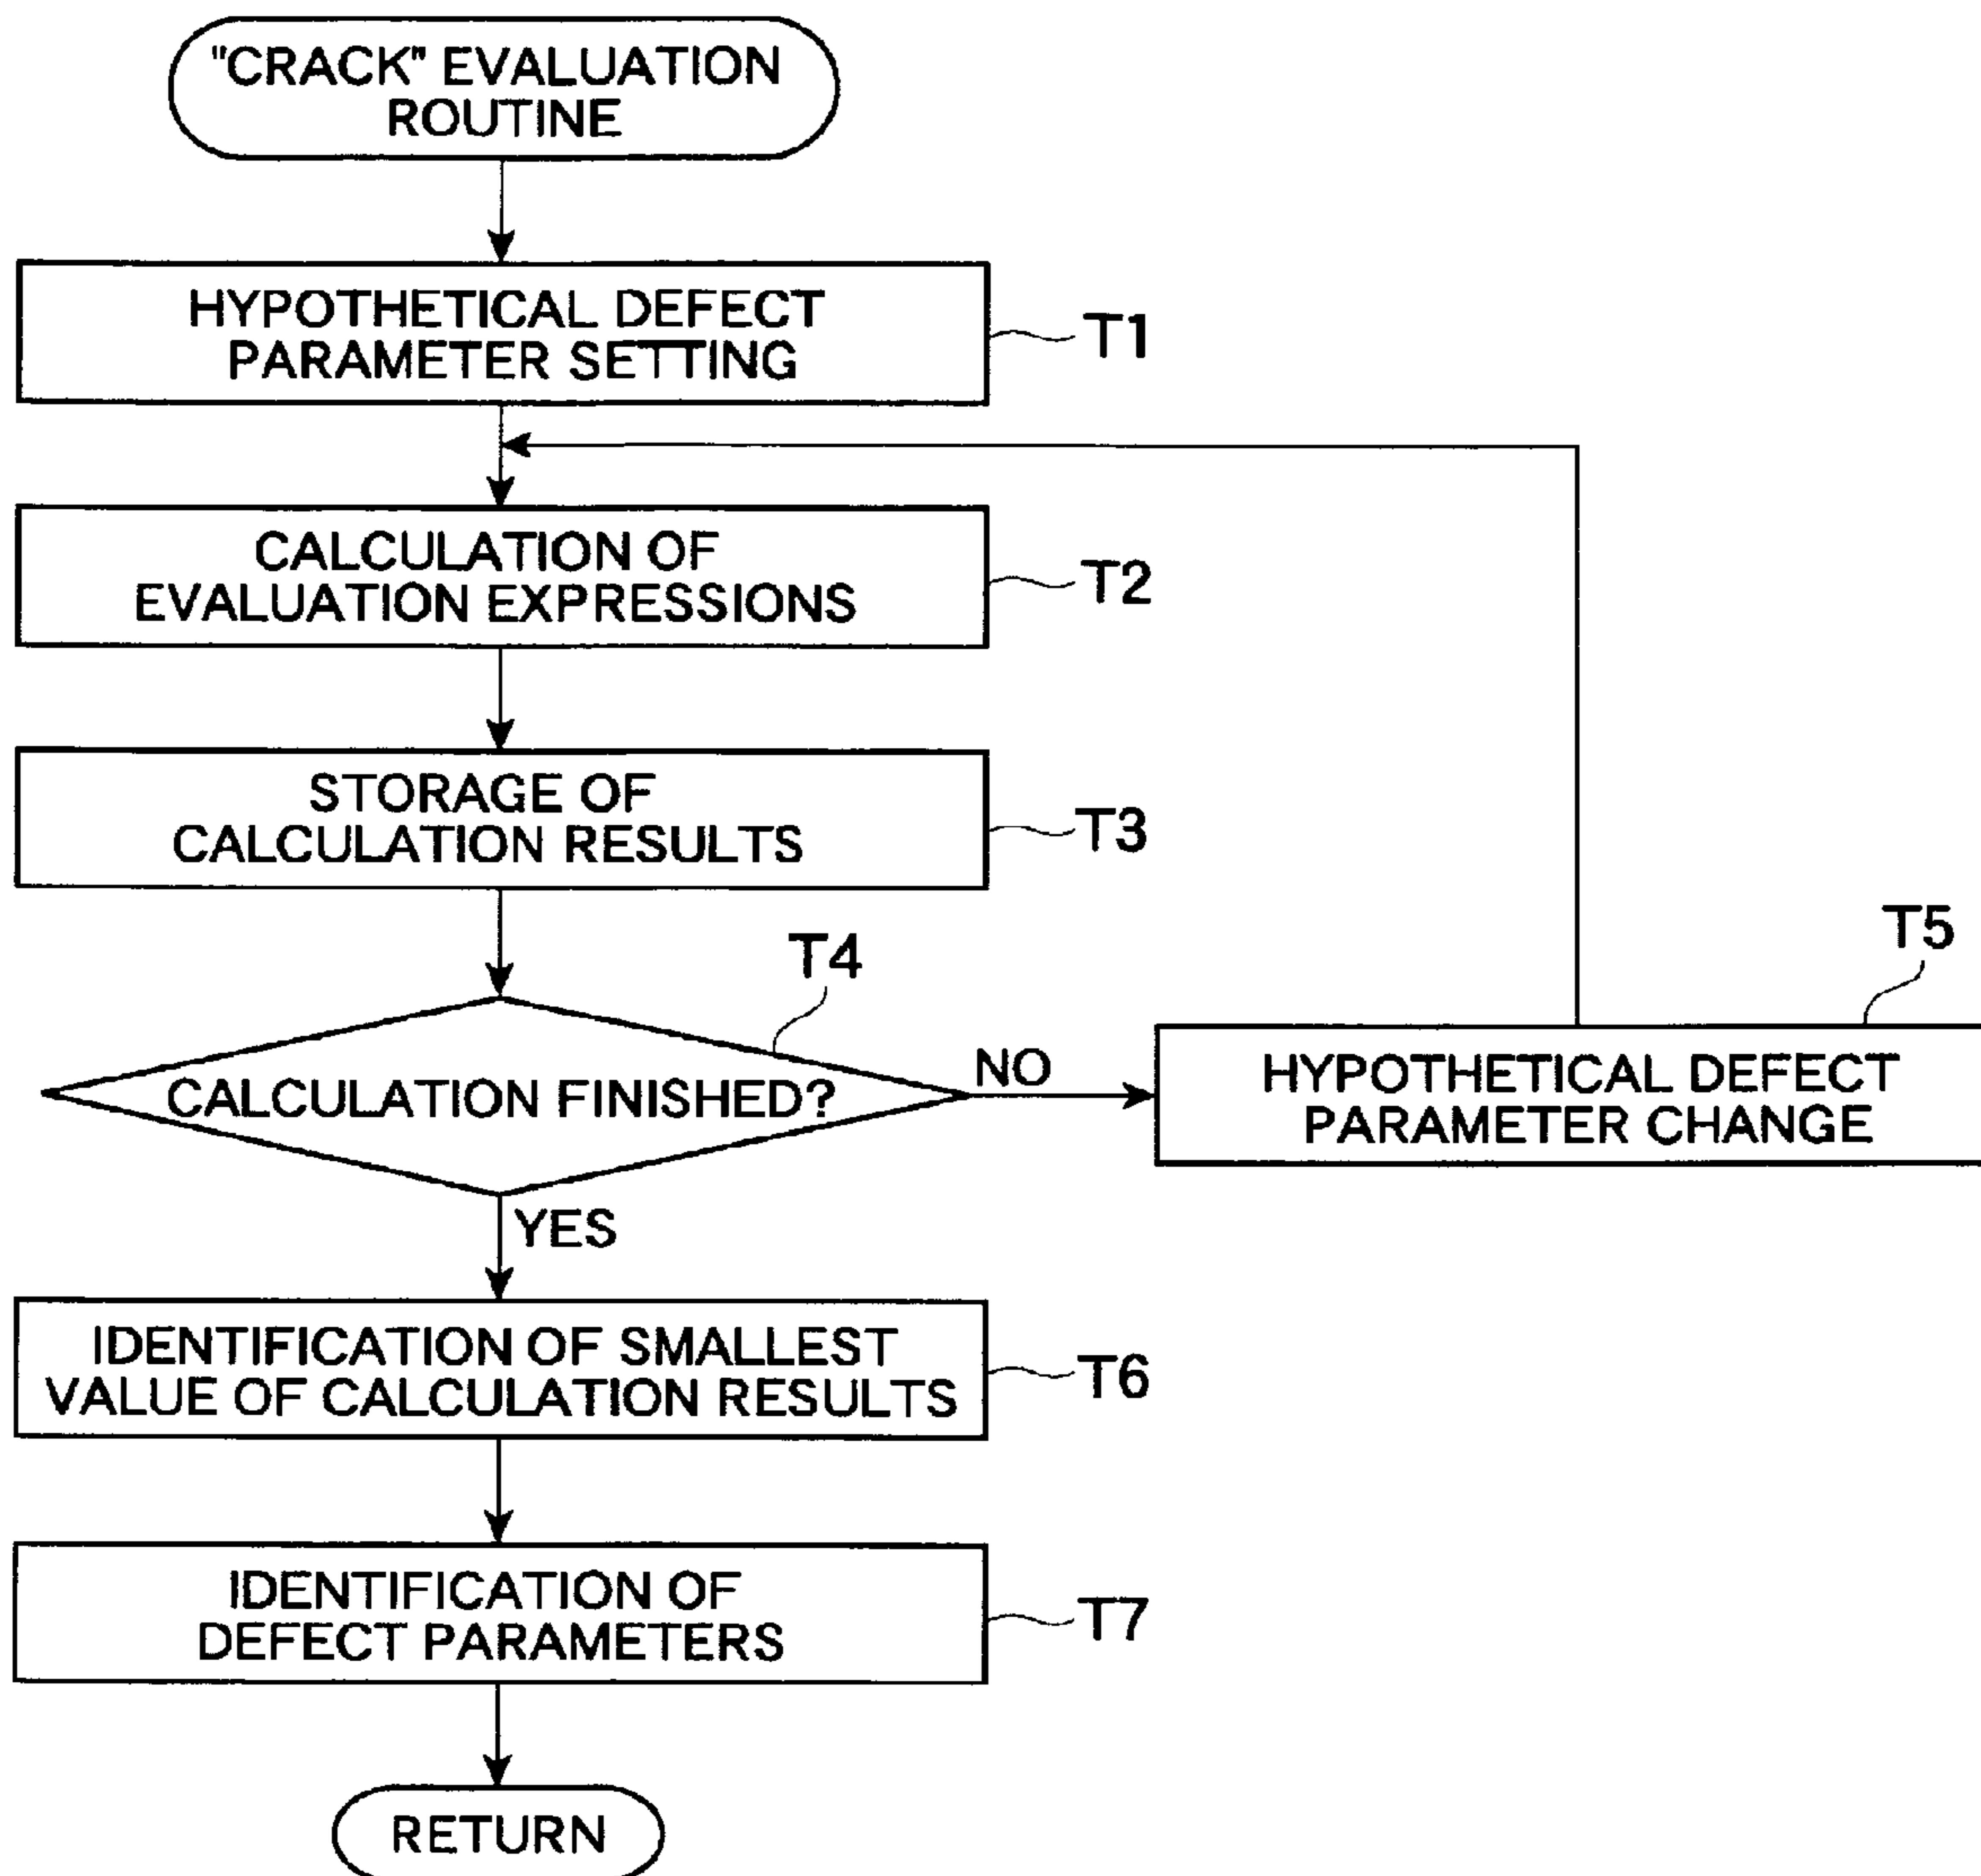 "CRACK" EVALUATION
ROUTINE
HYPOTHETICAL DEFECT
PARAMETER SETTING
T1
CALCULATION OF
EVALUATION EXPRESSIONS
T2
STORAGE OF
CALCULATION RESULTS
T3
T4
CALCULATION FINISHED?
NO
T5
HYPOTHETICAL DEFECT
PARAMETER CHANGE
YES
IDENTIFICATION OF SMALLEST
VALUE OF CALCULATION RESULTS
T6
IDENTIFICATION OF
DEFECT PARAMETERS
T7
RETURN